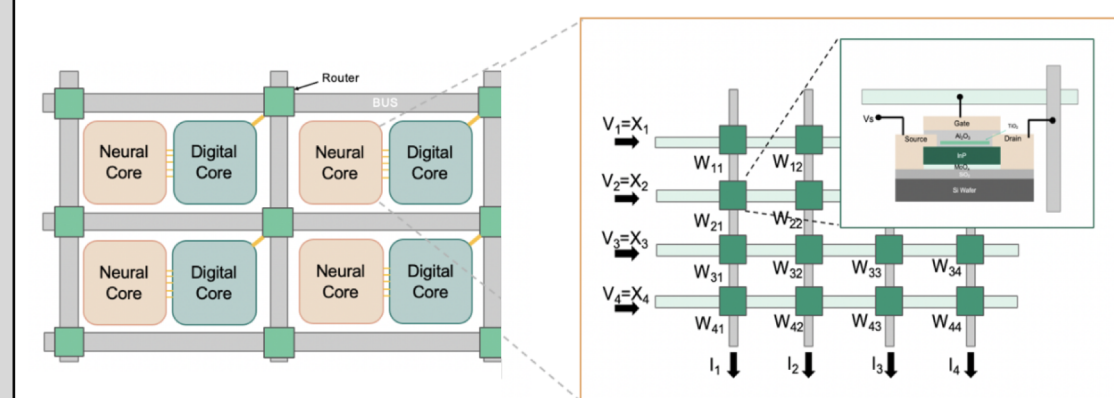 Router
BUS
Neural Core
Digital Core
Neural Core
Digital Core
Neural Core
Digital Core
Neural Core
Digital Core
V₁=X₁
W₁₁
W₁₂
V₂=X₂
W₂₁
W₂₂
V₃=X₃
W₃₁
W₃₂
W₃₃
W₃₄
V₄=X₄
W₄₁
W₄₂
W₄₃
W₄₄
I₁
I₂
I₃
I₄
Vs
Gate
Source
Al₂O₃
TiO₂
Drain
InP
Si Wafer